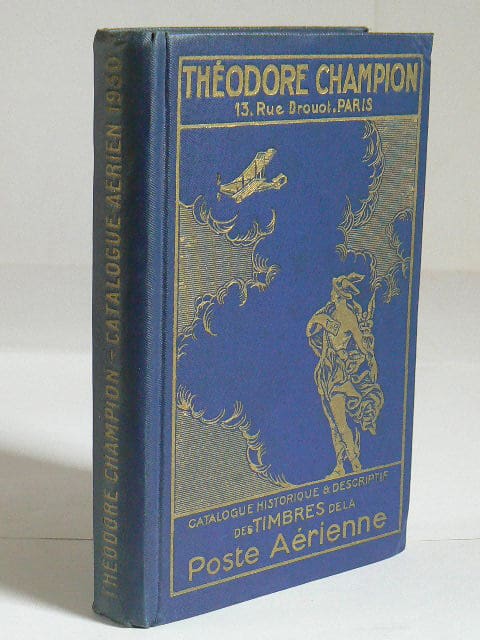 THÉODORE CHAMPION
13, Rue Drouot. PARIS
CATALOGUE HISTORIQUE & DESCRIPTIF
DES TIMBRES DE LA
Poste Aérienne
THÉODORE CHAMPION - CATALOGUE AÉRIEN 1930